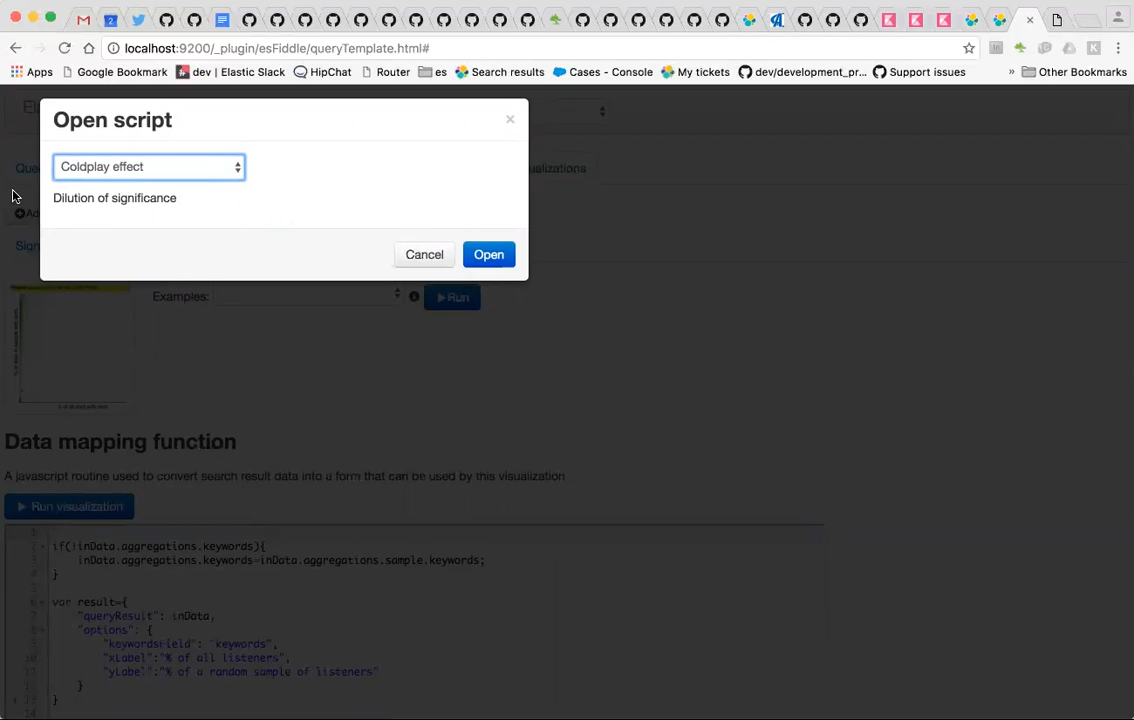 localhost:9200/_plugin/esFiddle/queryTemplate.html#
Apps Google Bookmark dev | Elastic Slack HipChat Router es Search results Cases - Console My tickets dev/development_pr... Support issues » Other Bookmarks
Open script ×
Coldplay effect
Dilution of significance
Cancel Open
Examples: Run
Data mapping function
A javascript routine used to convert search result data into a form that can be used by this visualization
Run visualization
if(!inData.aggregations.keywords){
inData.aggregations.keywords=inData.aggregations.sample.keywords;
}
var result={
"queryResult": inData,
"options": {
"keywordsField": "keywords",
"xLabel":"% of all listeners",
"yLabel":"% of a random sample of listeners"
}
}